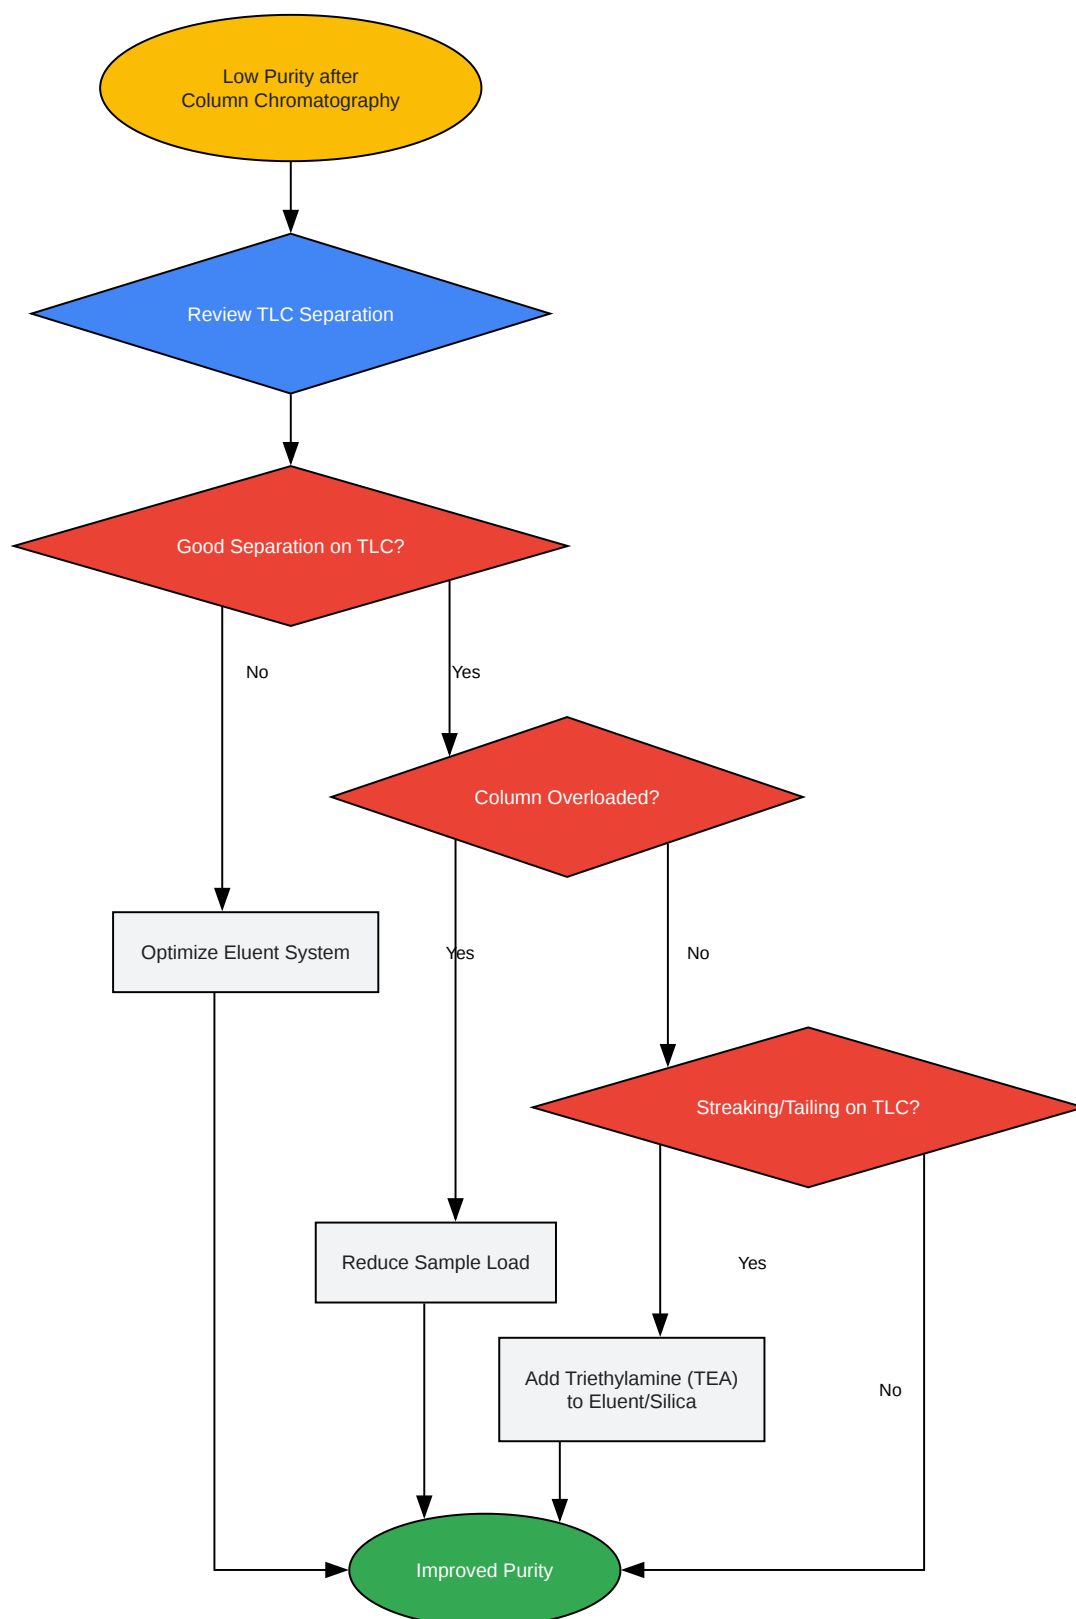 Low Purity after
Column Chromatography
Review TLC Separation
Good Separation on TLC?
No
Yes
Column Overloaded?
Optimize Eluent System
Yes
No
Streaking/Tailing on TLC?
Reduce Sample Load
Yes
Add Triethylamine (TEA)
to Eluent/Silica
No
Improved Purity